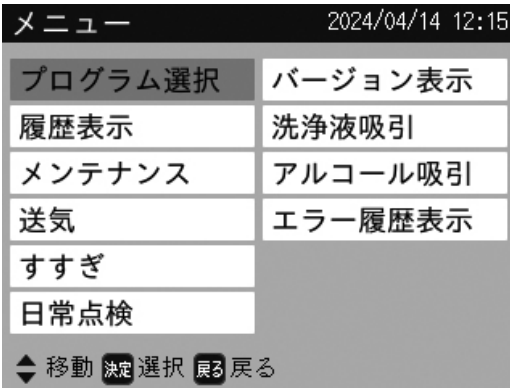 メニュー 2024/04/14 12:15
プログラム選択
履歴表示
メンテナンス
送気
すすぎ
日常点検
バージョン表示
洗浄液吸引
アルコール吸引
エラー履歴表示
移動 決定 選択 戻る 戻る